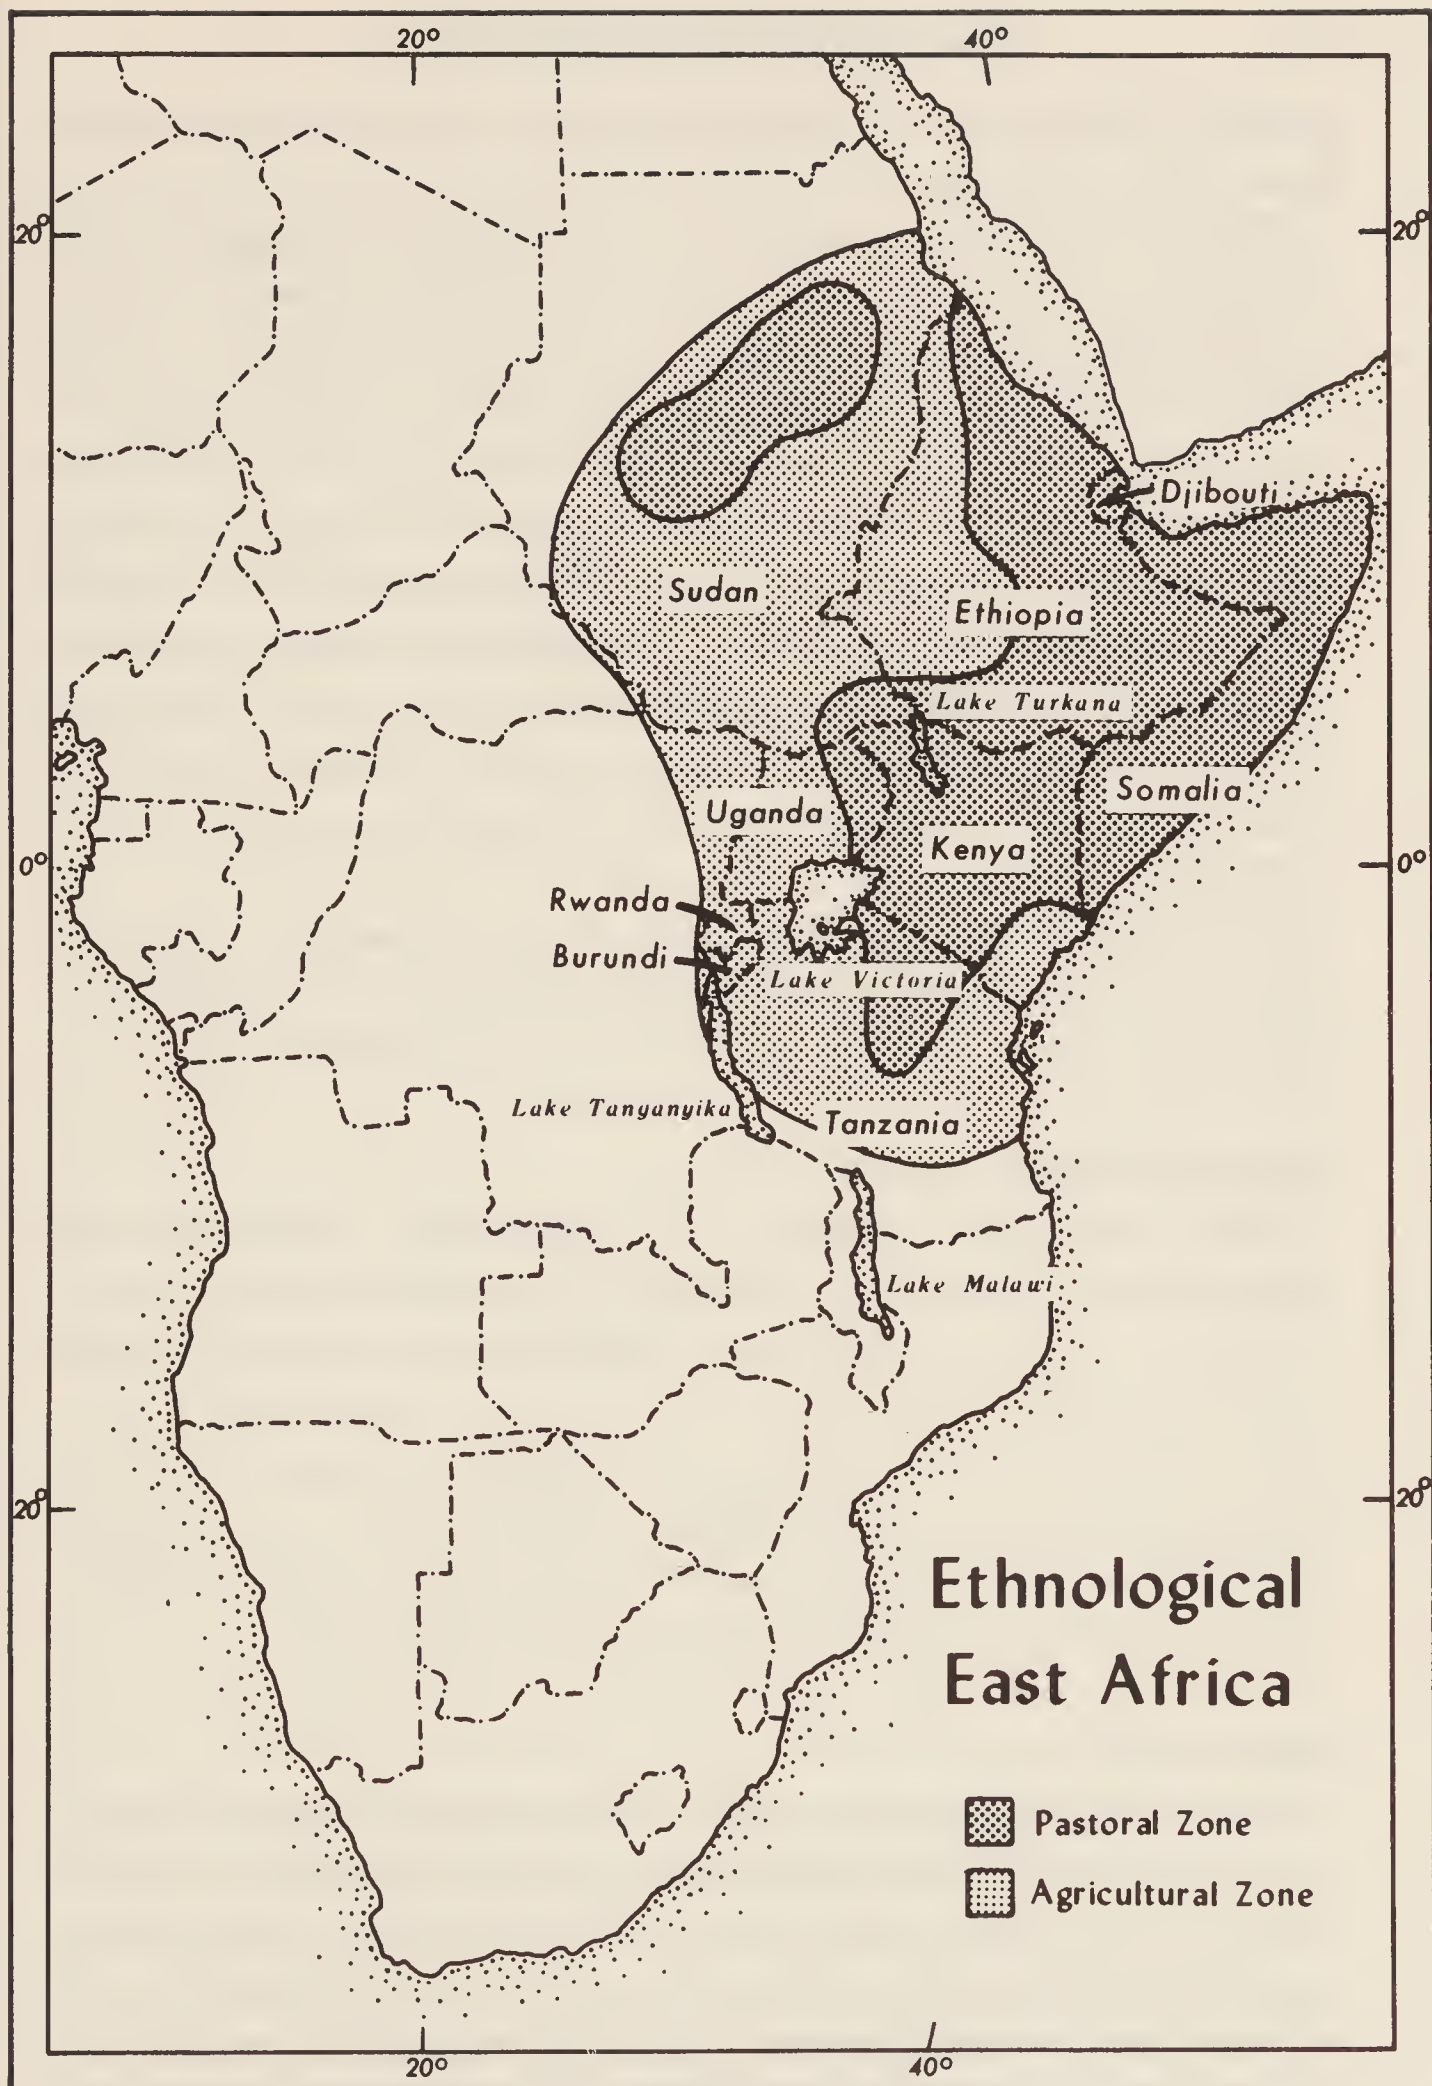 20° 40°
20° 20°
Djibouti
Sudan
Ethiopia
Lake Turkana
Somalia
Uganda
Kenya
0° 0°
Rwanda
Burundi
Lake Victoria
Lake Tanyanyika
Tanzania
Lake Malawi
20° 20°
Ethnological
East Africa
Pastoral Zone
Agricultural Zone
20° 40°